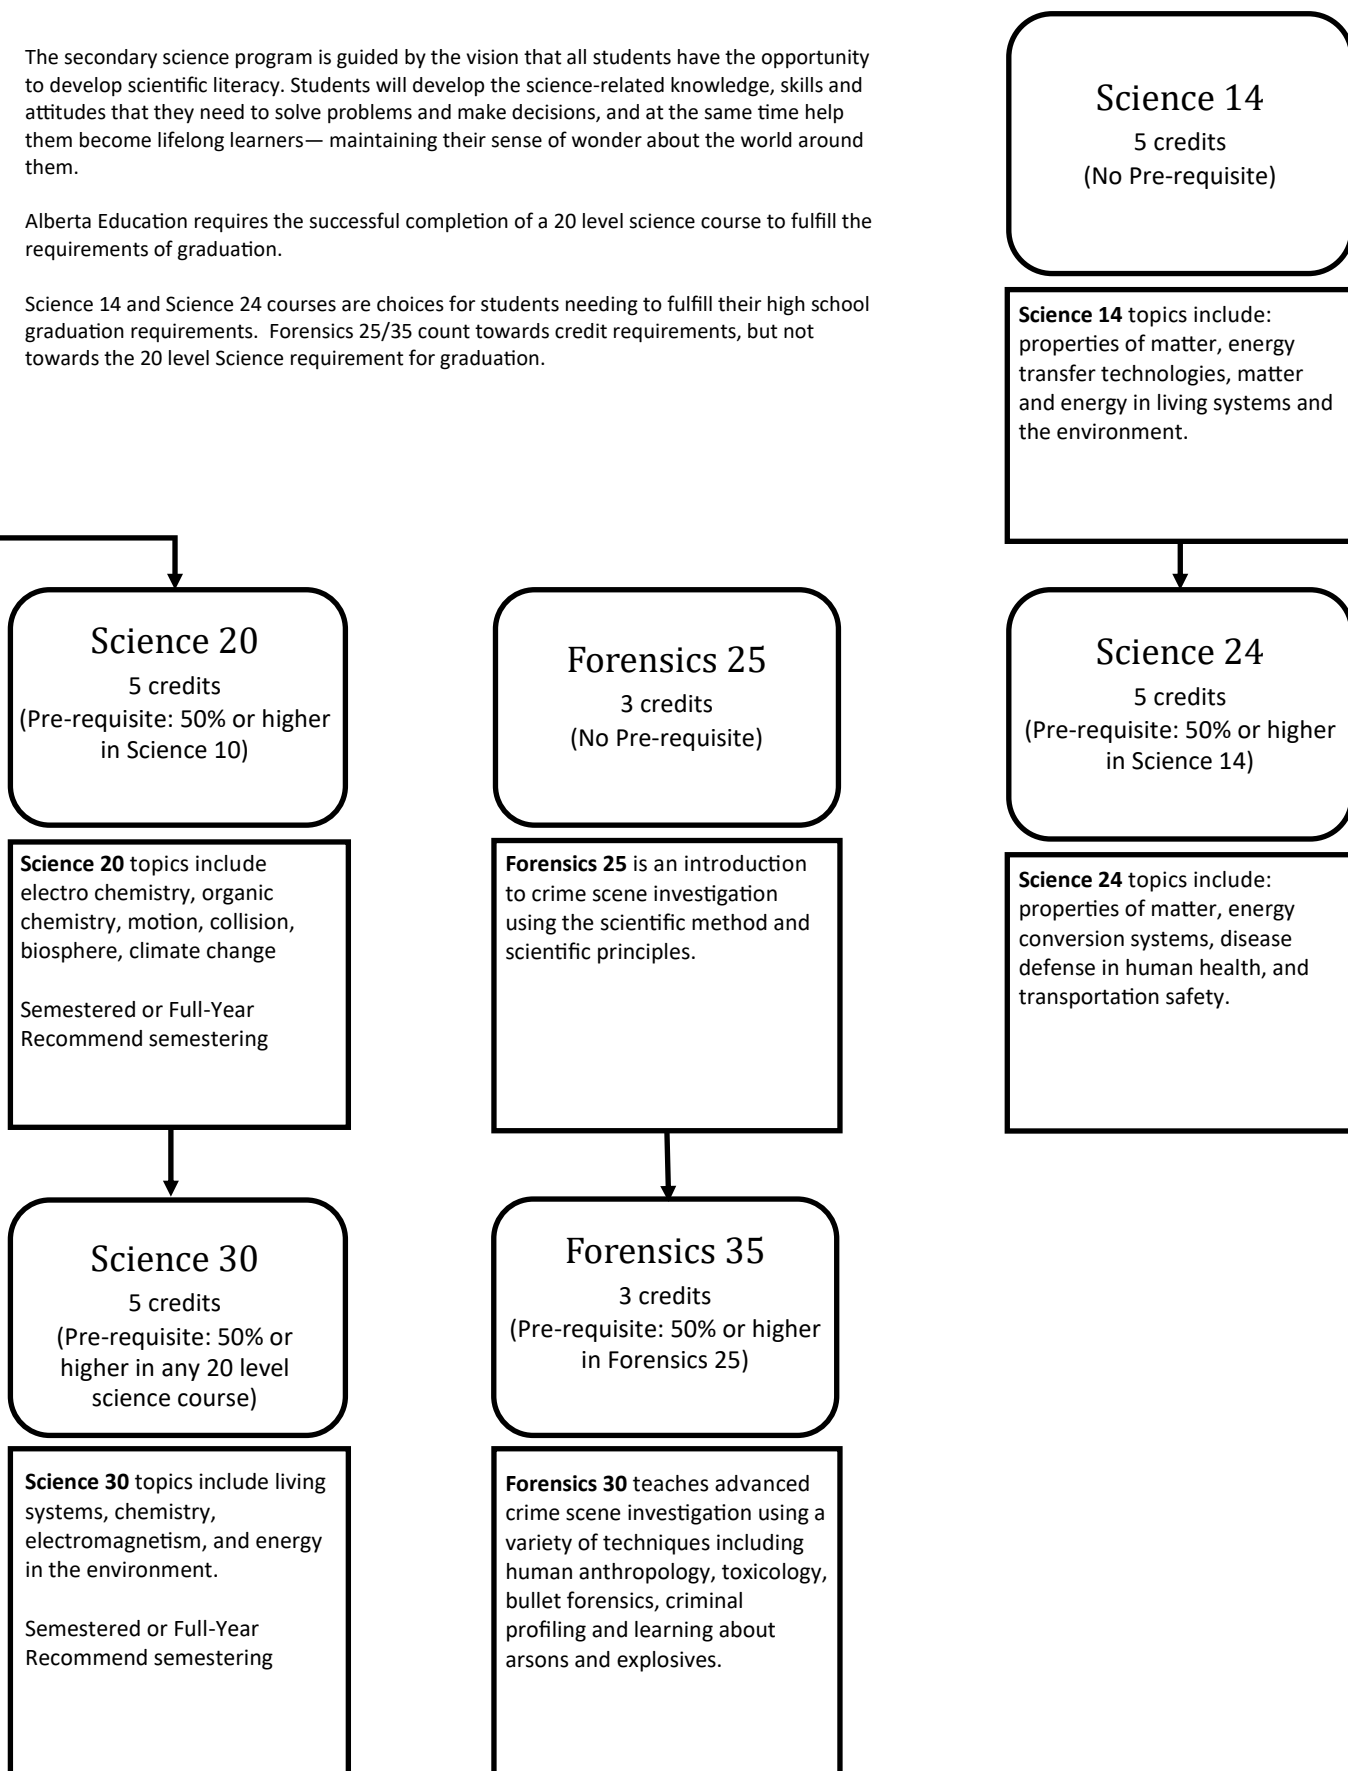 The secondary science program is guided by the vision that all students have the opportunity
to develop scientific literacy. Students will develop the science-related knowledge, skills and
attitudes that they need to solve problems and make decisions, and at the same time help
them become lifelong learners— maintaining their sense of wonder about the world around
them.
Alberta Education requires the successful completion of a 20 level science course to fulfill the
requirements of graduation.
Science 14 and Science 24 courses are choices for students needing to fulfill their high school
graduation requirements.  Forensics 25/35 count towards credit requirements, but not
towards the 20 level Science requirement for graduation.
Science 14
5 credits
(No Pre-requisite)
Science 14 topics include:
properties of matter, energy
transfer technologies, matter
and energy in living systems and
the environment.
Science 20
5 credits
(Pre-requisite: 50% or higher
in Science 10)
Science 20 topics include
electro chemistry, organic
chemistry, motion, collision,
biosphere, climate change
Semestered or Full-Year
Recommend semestering
Forensics 25
3 credits
(No Pre-requisite)
Forensics 25 is an introduction
to crime scene investigation
using the scientific method and
scientific principles.
Science 24
5 credits
(Pre-requisite: 50% or higher
in Science 14)
Science 24 topics include:
properties of matter, energy
conversion systems, disease
defense in human health, and
transportation safety.
Science 30
5 credits
(Pre-requisite: 50% or
higher in any 20 level
science course)
Science 30 topics include living
systems, chemistry,
electromagnetism, and energy
in the environment.
Semestered or Full-Year
Recommend semestering
Forensics 35
3 credits
(Pre-requisite: 50% or higher
in Forensics 25)
Forensics 30 teaches advanced
crime scene investigation using a
variety of techniques including
human anthropology, toxicology,
bullet forensics, criminal
profiling and learning about
arsons and explosives.